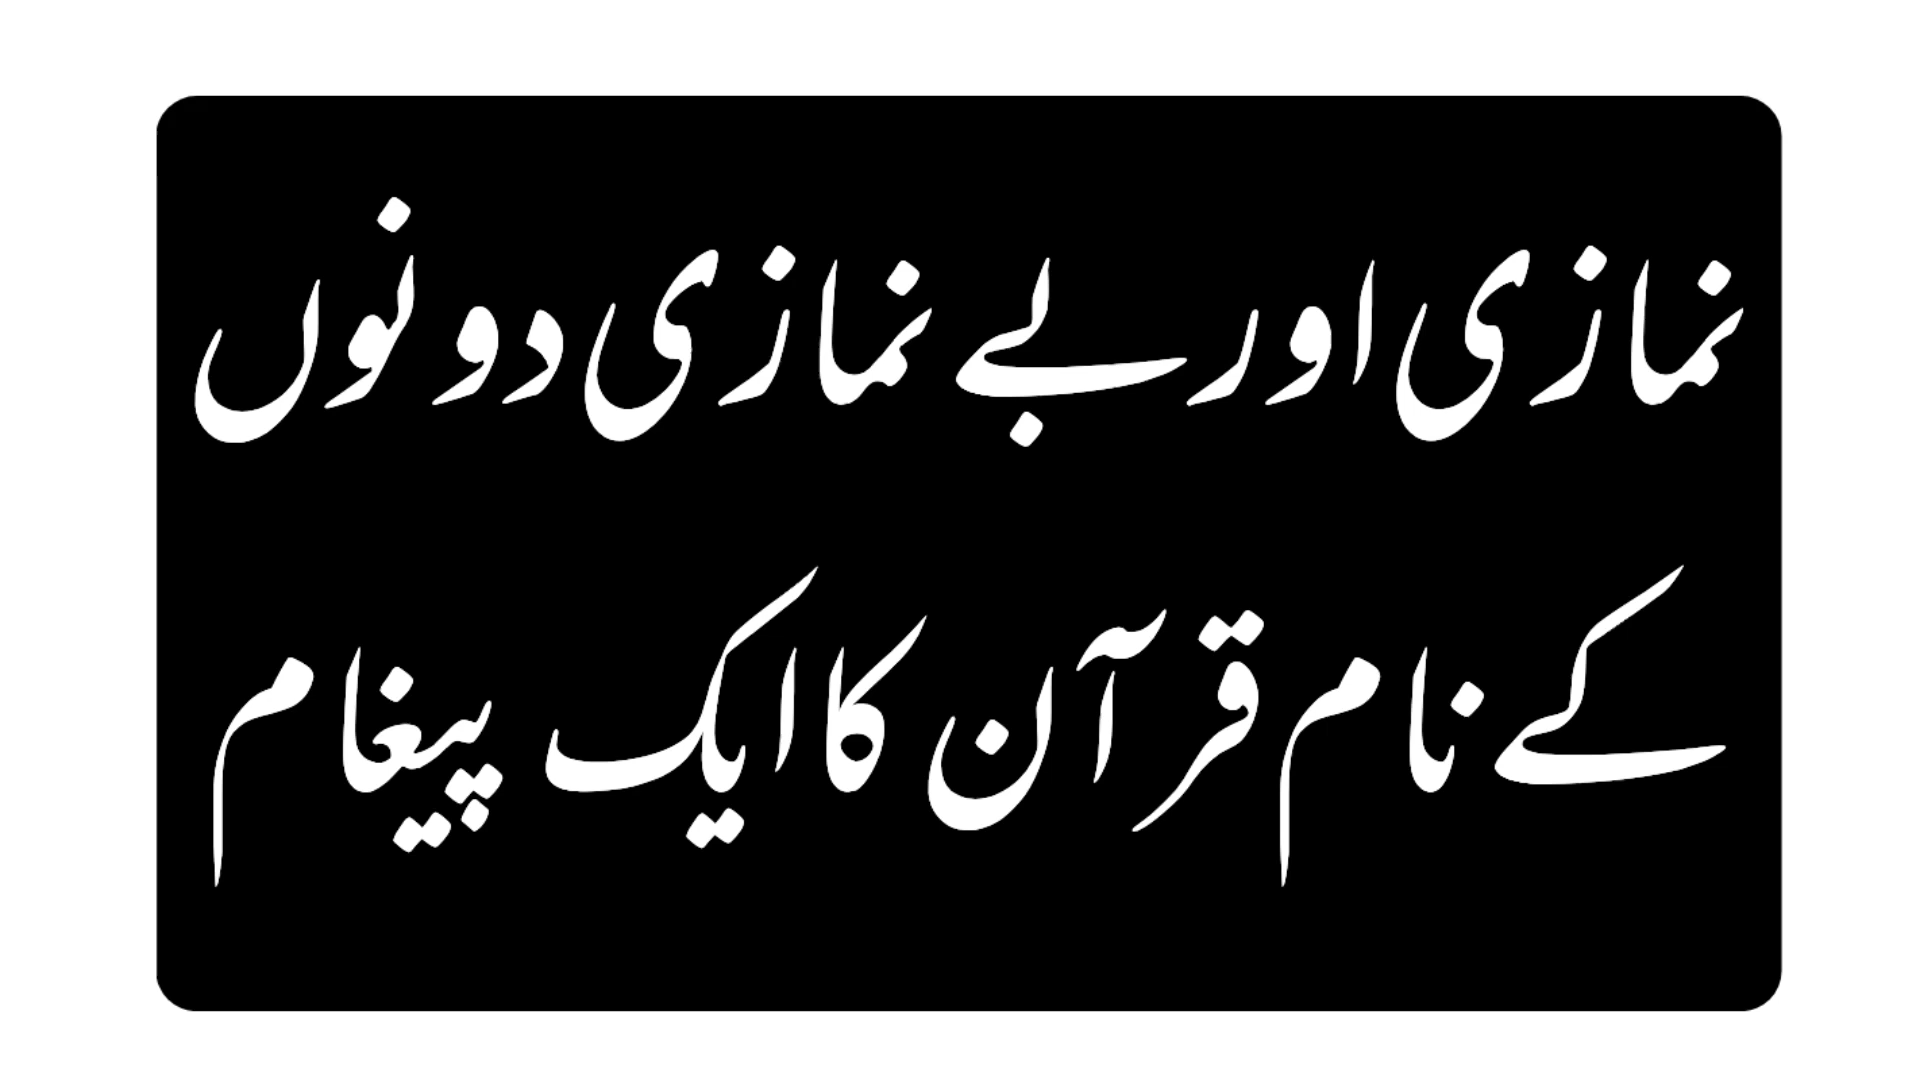 نمازی اور بے نمازی دونوں
کے نام قرآن کا ایک پیغام